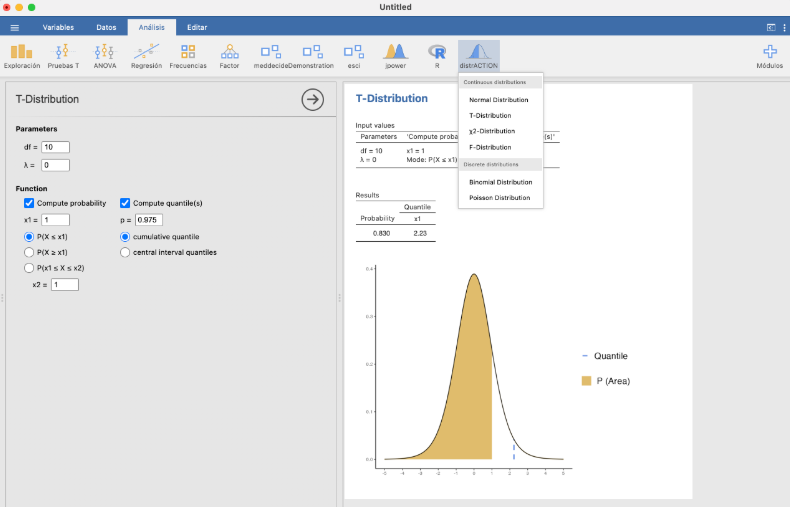 Untitled
Variables Datos Análisis Editar
Exploración Pruebas T ANOVA Regresión Frecuencias Factor meddecide Demonstration esci jpower R distrACTION Módulos
Continuous distributions
Normal Distribution
T-Distribution
χ2-Distribution
F-Distribution
Discrete distributions
Binomial Distribution
Poisson Distribution
T-Distribution
Parameters
df = 10
λ = 0
Function
Compute probability Compute quantile(s)
x1 = 1 p = 0.975
P(X ≤ x1) cumulative quantile
P(X ≥ x1) central interval quantiles
P(x1 ≤ X ≤ x2)
x2 = 1
T-Distribution
Input values
Parameters 'Compute proba (s)'
df = 10 x1 = 1
λ = 0 Mode: P(X ≤ x1)
Results
Quantile
Probability x1
0.830 2.23
0.4
0.3
0.2
0.1
0.0
-5 -4 -3 -2 -1 0 1 2 3 4 5
Quantile
P (Area)